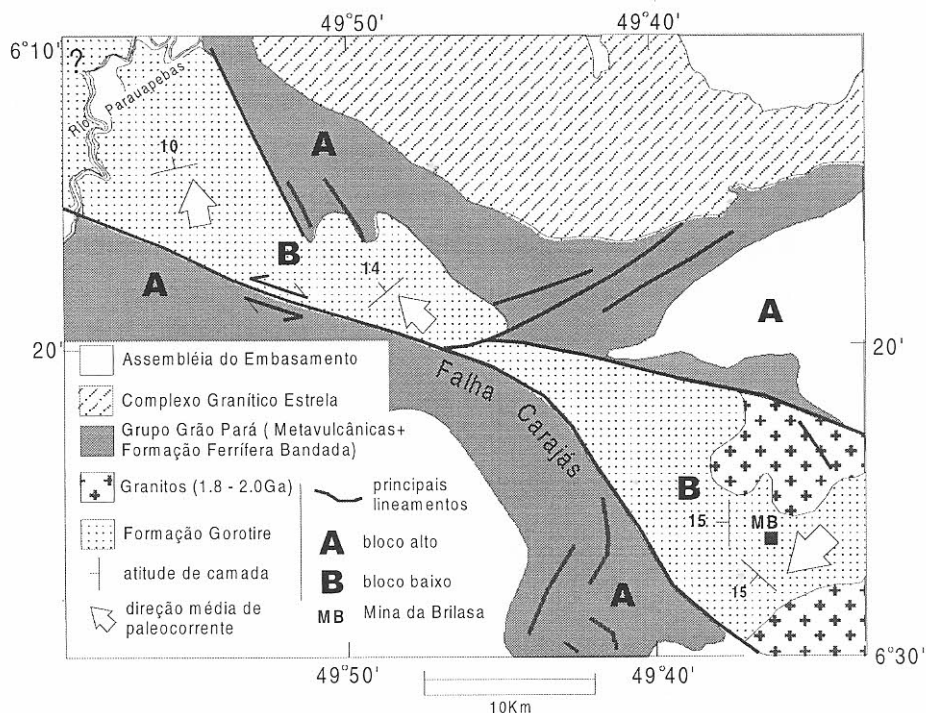 49°50'
49°40'
6°10'
?
Rio Parauapebas
A
10
B
14
A
A
20'
20'
Falha Carajás
Assembléia do Embasamento
Complexo Granítico Estrela
Grupo Grão Pará ( Metavulcânicas+
Formação Ferrífera Bandada)
Granitos (1.8 - 2.0Ga)
Formação Gorotire
atitude de camada
direção média de
paleocorrente
principais
lineamentos
A bloco alto
B bloco baixo
MB Mina da Brilasa
B
15
MB
15
A
6°30'
49°50'
49°40'
10Km